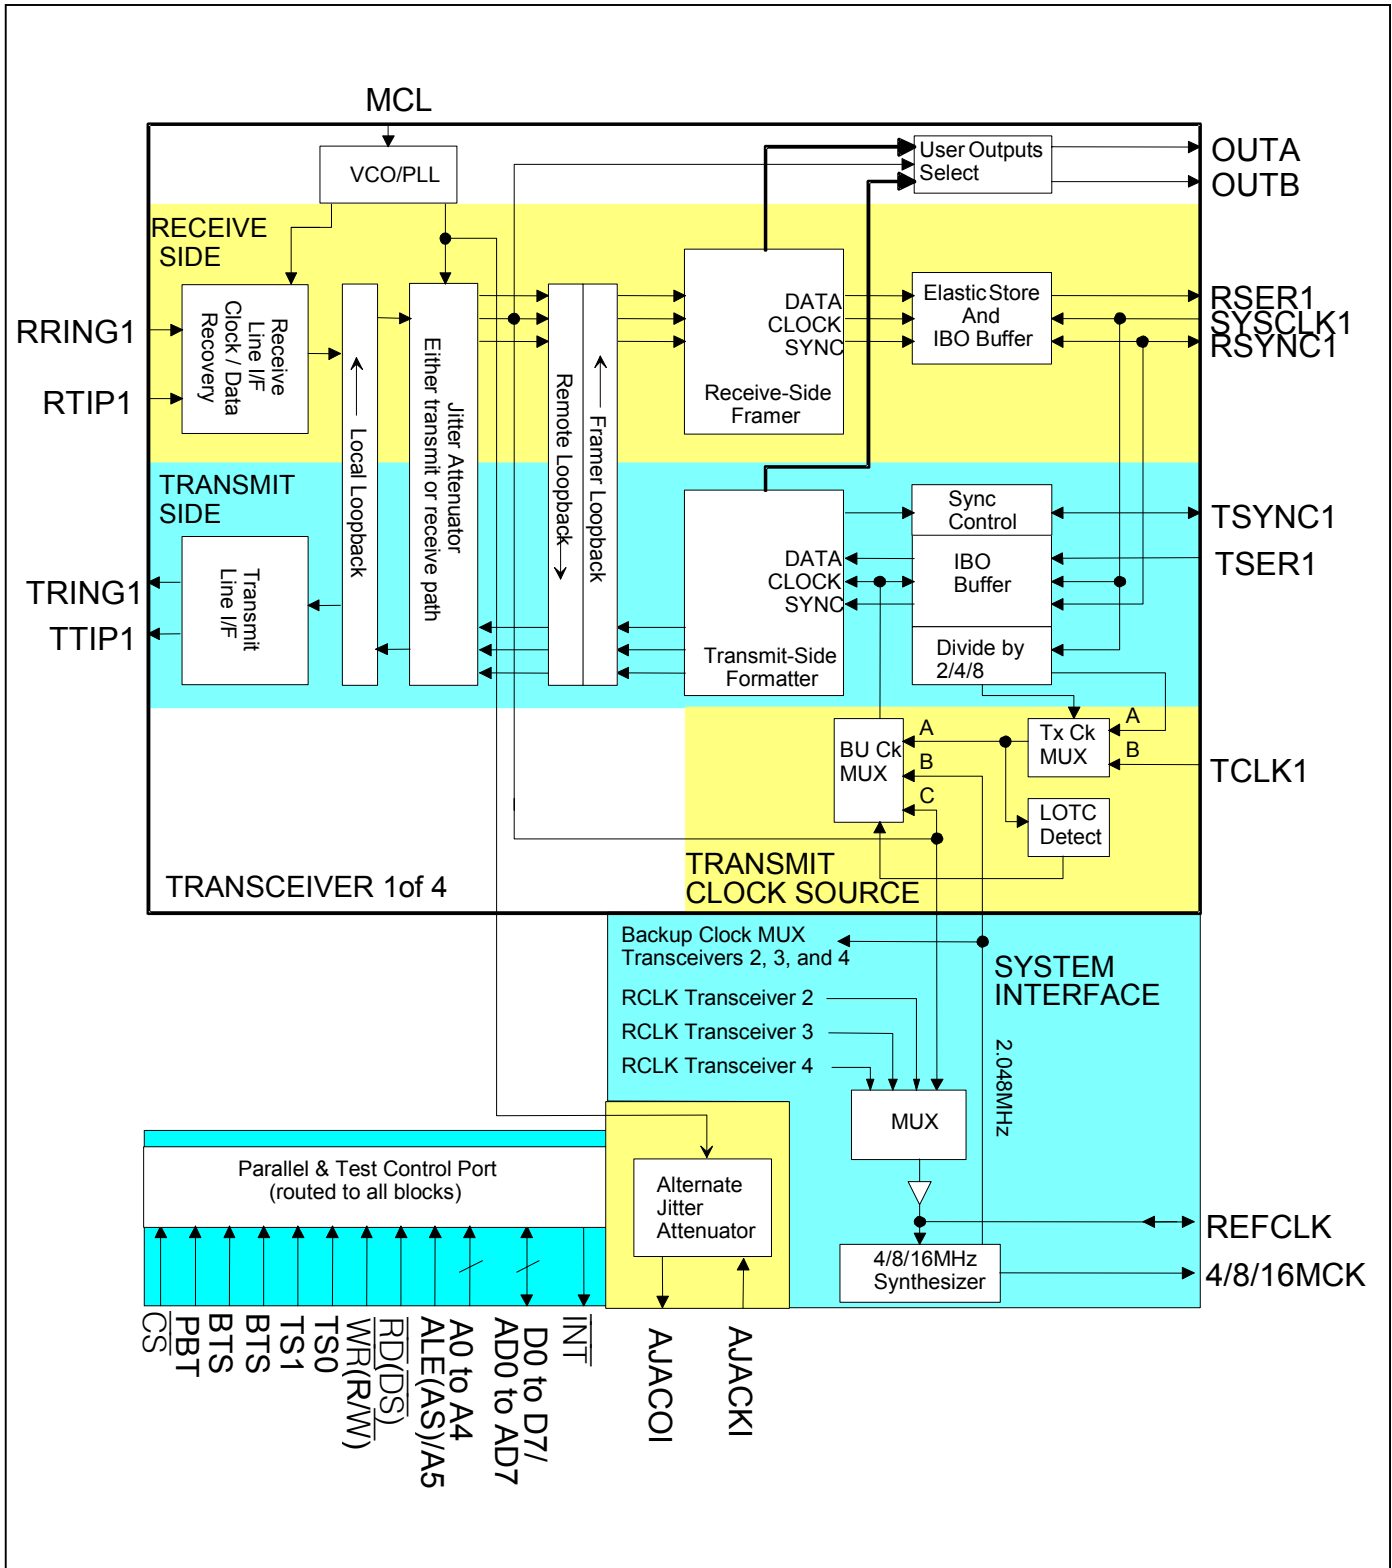 MCL
VCO/PLL
User Outputs
Select
OUTA
OUTB
RECEIVE
SIDE
RRING1
RTIP1
Receive
Line I/F
Clock / Data
Recovery
Local Loopback
Jitter Attenuator
Either transmit or receive path
Remote Loopback
Framer Loopback
DATA
CLOCK
SYNC
Receive-Side
Framer
Elastic Store
And
IBO Buffer
RSER1
SYSCLK1
RSYNC1
TRANSMIT
SIDE
TRING1
TTIP1
Transmit
Line I/F
DATA
CLOCK
SYNC
Transmit-Side
Formatter
Sync
Control
IBO
Buffer
Divide by
2/4/8
TSYNC1
TSER1
BU Ck
MUX
A
B
C
Tx Ck
MUX
A
B
TCLK1
LOTC
Detect
TRANSMIT
CLOCK SOURCE
TRANSCEIVER 1of 4
Backup Clock MUX
Transceivers 2, 3, and 4
SYSTEM
INTERFACE
RCLK Transceiver 2
RCLK Transceiver 3
RCLK Transceiver 4
2.048MHz
MUX
Parallel & Test Control Port
(routed to all blocks)
Alternate
Jitter
Attenuator
4/8/16MHz
Synthesizer
REFCLK
4/8/16MCK
CS
PBT
BTS
BTS
TS1
TS0
WR(R/W)
RD(DS)
ALE(AS)/A5
A0 to A4
D0 to D7/
AD0 to AD7
INT
AJACOI
AJACKI